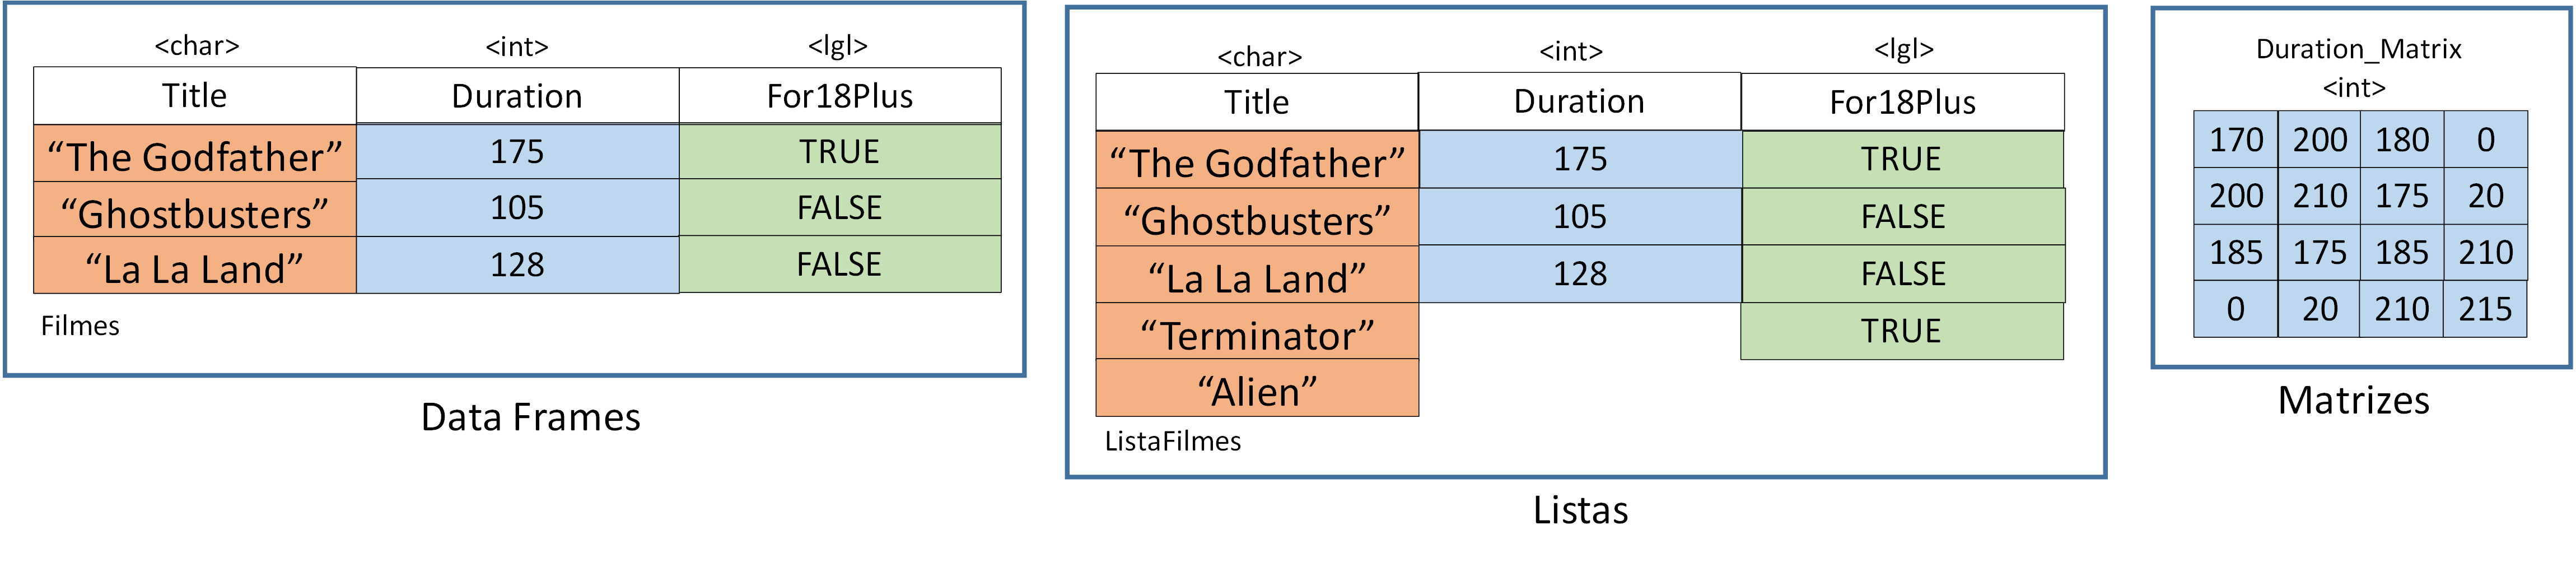 <char> <int> <lgl>
Title Duration For18Plus
“The Godfather” 175 TRUE
“Ghostbusters” 105 FALSE
“La La Land” 128 FALSE
Filmes
Data Frames
<char> <int> <lgl>
Title Duration For18Plus
“The Godfather” 175 TRUE
“Ghostbusters” 105 FALSE
“La La Land” 128 FALSE
“Terminator” TRUE
“Alien”
ListaFilmes
Listas
Duration_Matrix
<int>
170 200 180 0
200 210 175 20
185 175 185 210
0 20 210 215
Matrizes